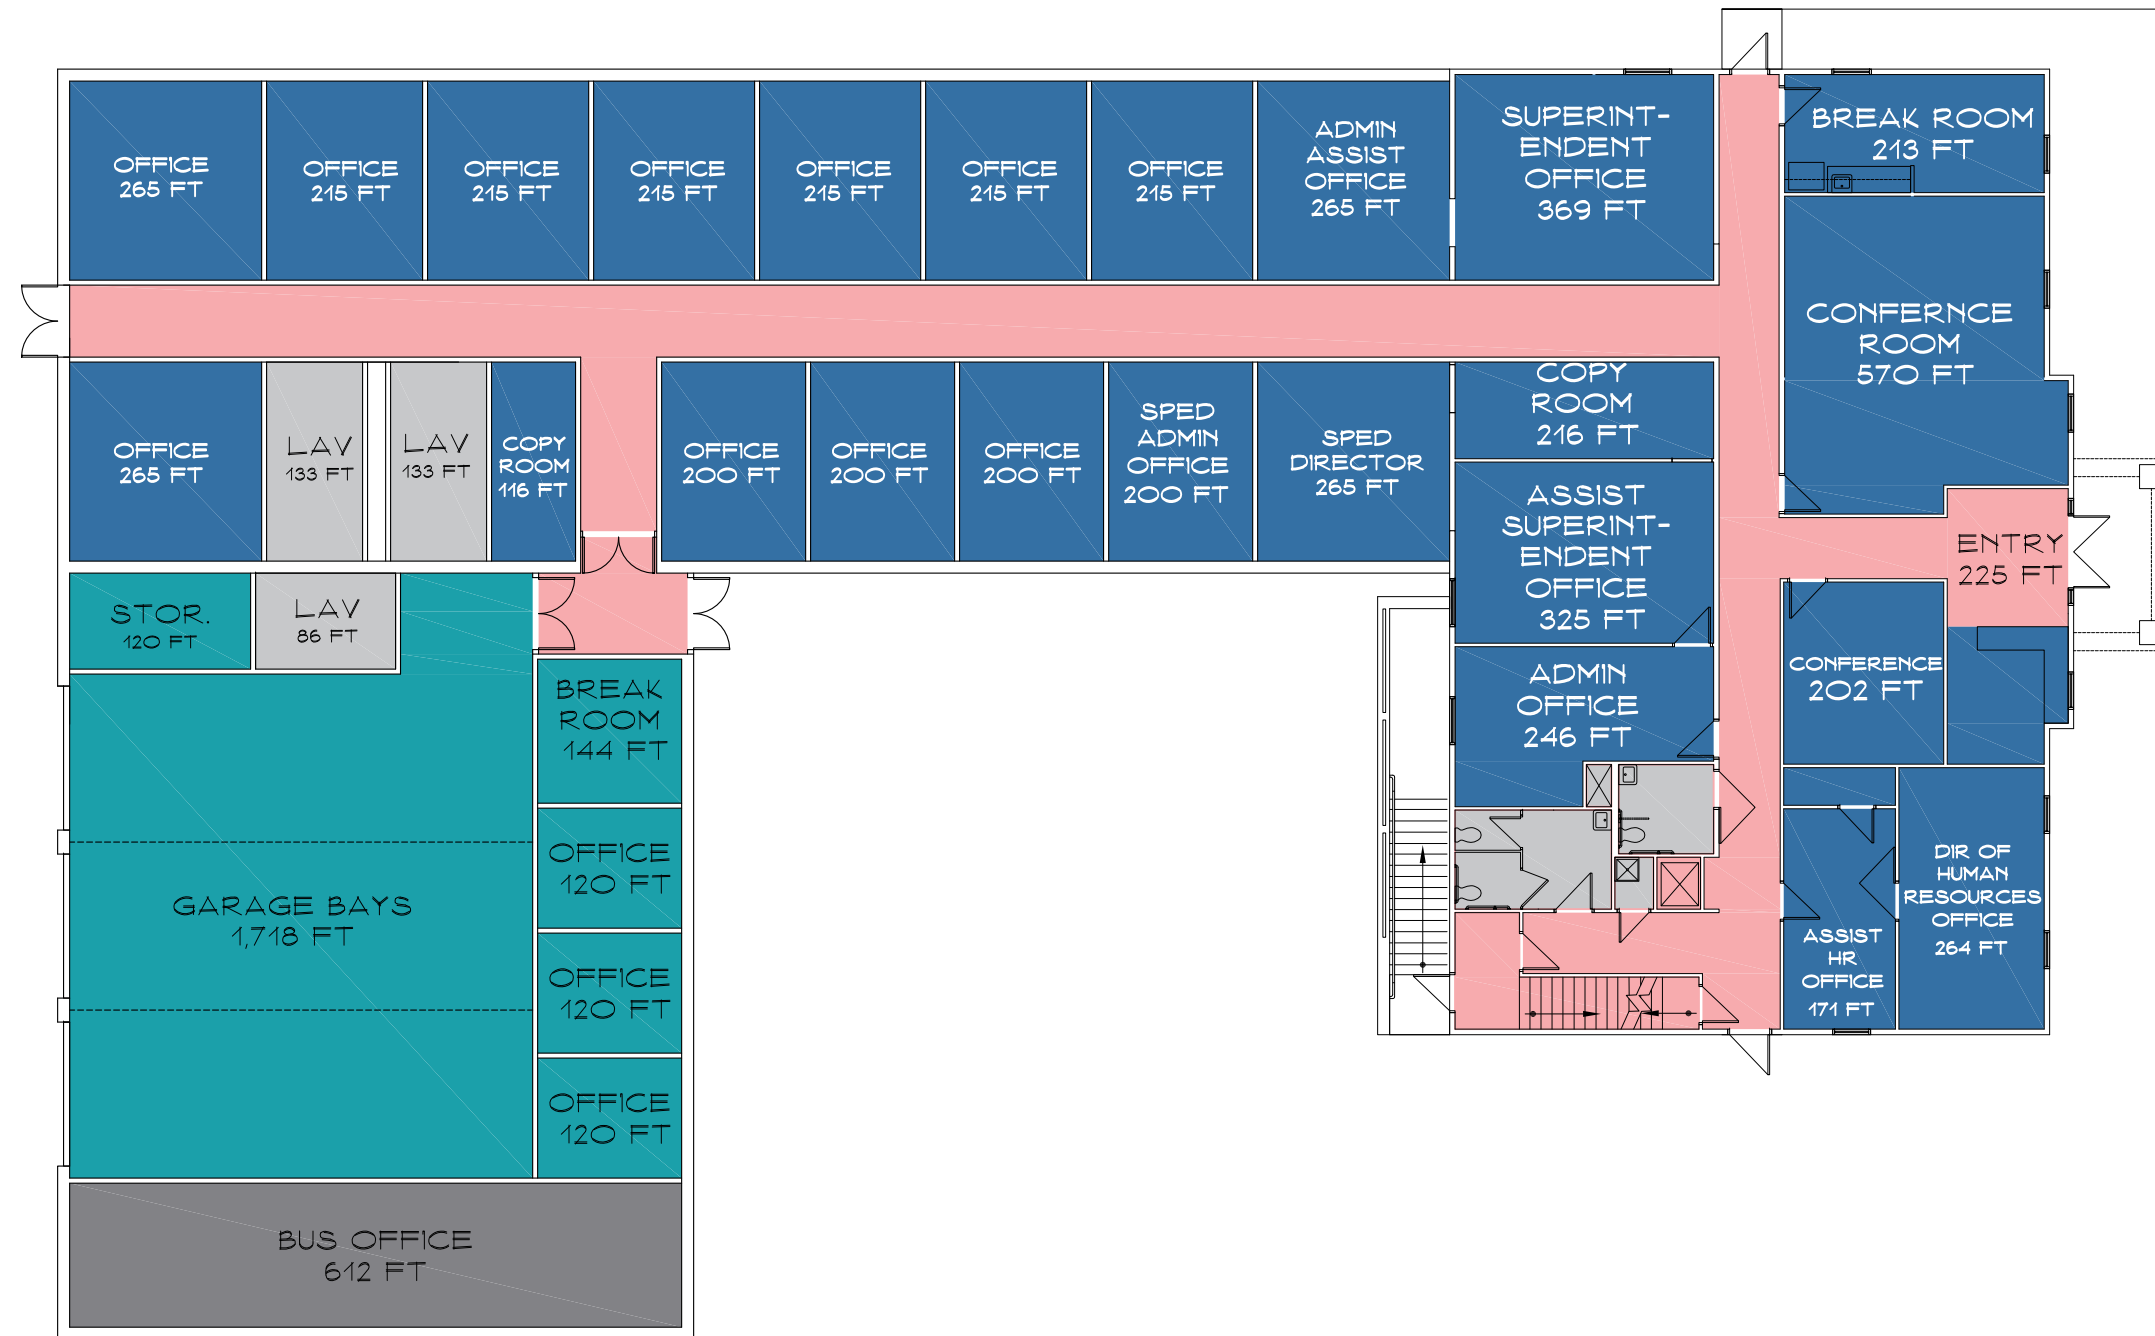 OFFICE
265 FT
OFFICE
215 FT
OFFICE
215 FT
OFFICE
215 FT
OFFICE
215 FT
OFFICE
215 FT
OFFICE
215 FT
ADMIN
ASSIST
OFFICE
265 FT
SUPERINT-
ENDENT
OFFICE
369 FT
BREAK ROOM
213 FT
CONFERNCE
ROOM
570 FT
OFFICE
265 FT
LAV
133 FT
LAV
133 FT
COPY
ROOM
116 FT
OFFICE
200 FT
OFFICE
200 FT
OFFICE
200 FT
SPED
ADMIN
OFFICE
200 FT
SPED
DIRECTOR
265 FT
COPY
ROOM
216 FT
ASSIST
SUPERINT-
ENDENT
OFFICE
325 FT
ENTRY
225 FT
STOR.
120 FT
LAV
86 FT
BREAK
ROOM
144 FT
ADMIN
OFFICE
246 FT
CONFERENCE
202 FT
OFFICE
120 FT
GARAGE BAYS
1,718 FT
OFFICE
120 FT
OFFICE
120 FT
DIR OF
HUMAN
RESOURCES
OFFICE
264 FT
ASSIST
HR
OFFICE
171 FT
BUS OFFICE
612 FT